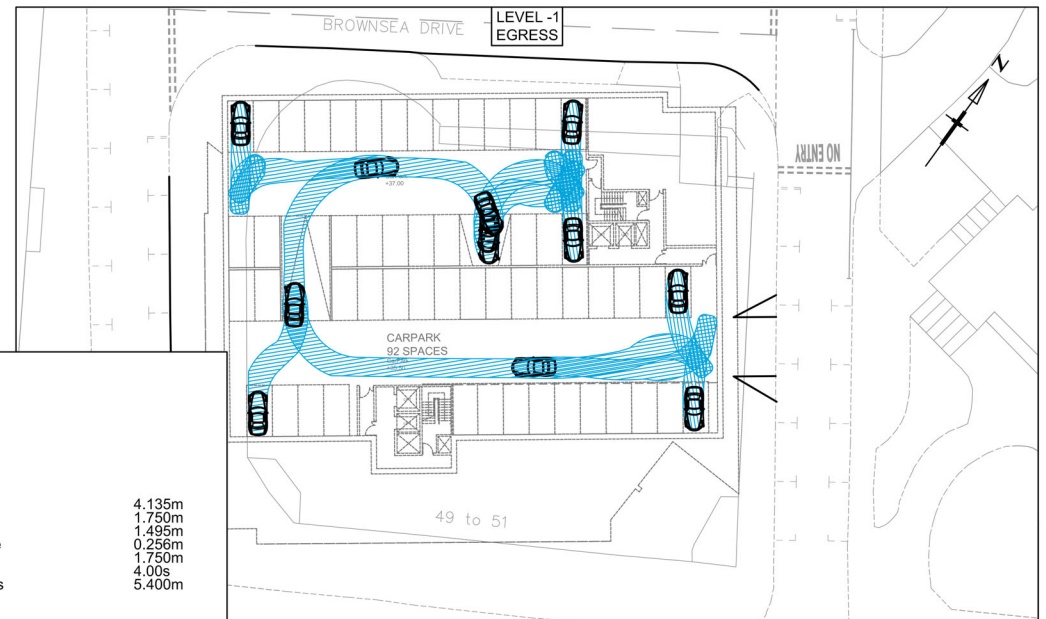 LEVEL -1
EGRESS
BROWNSEA DRIVE
N
NO ENTRY
+37.00
CARPARK
92 SPACES
49 to 51
4.135m
1.750m
1.495m
0.256m
1.750m
4.00s
5.400m